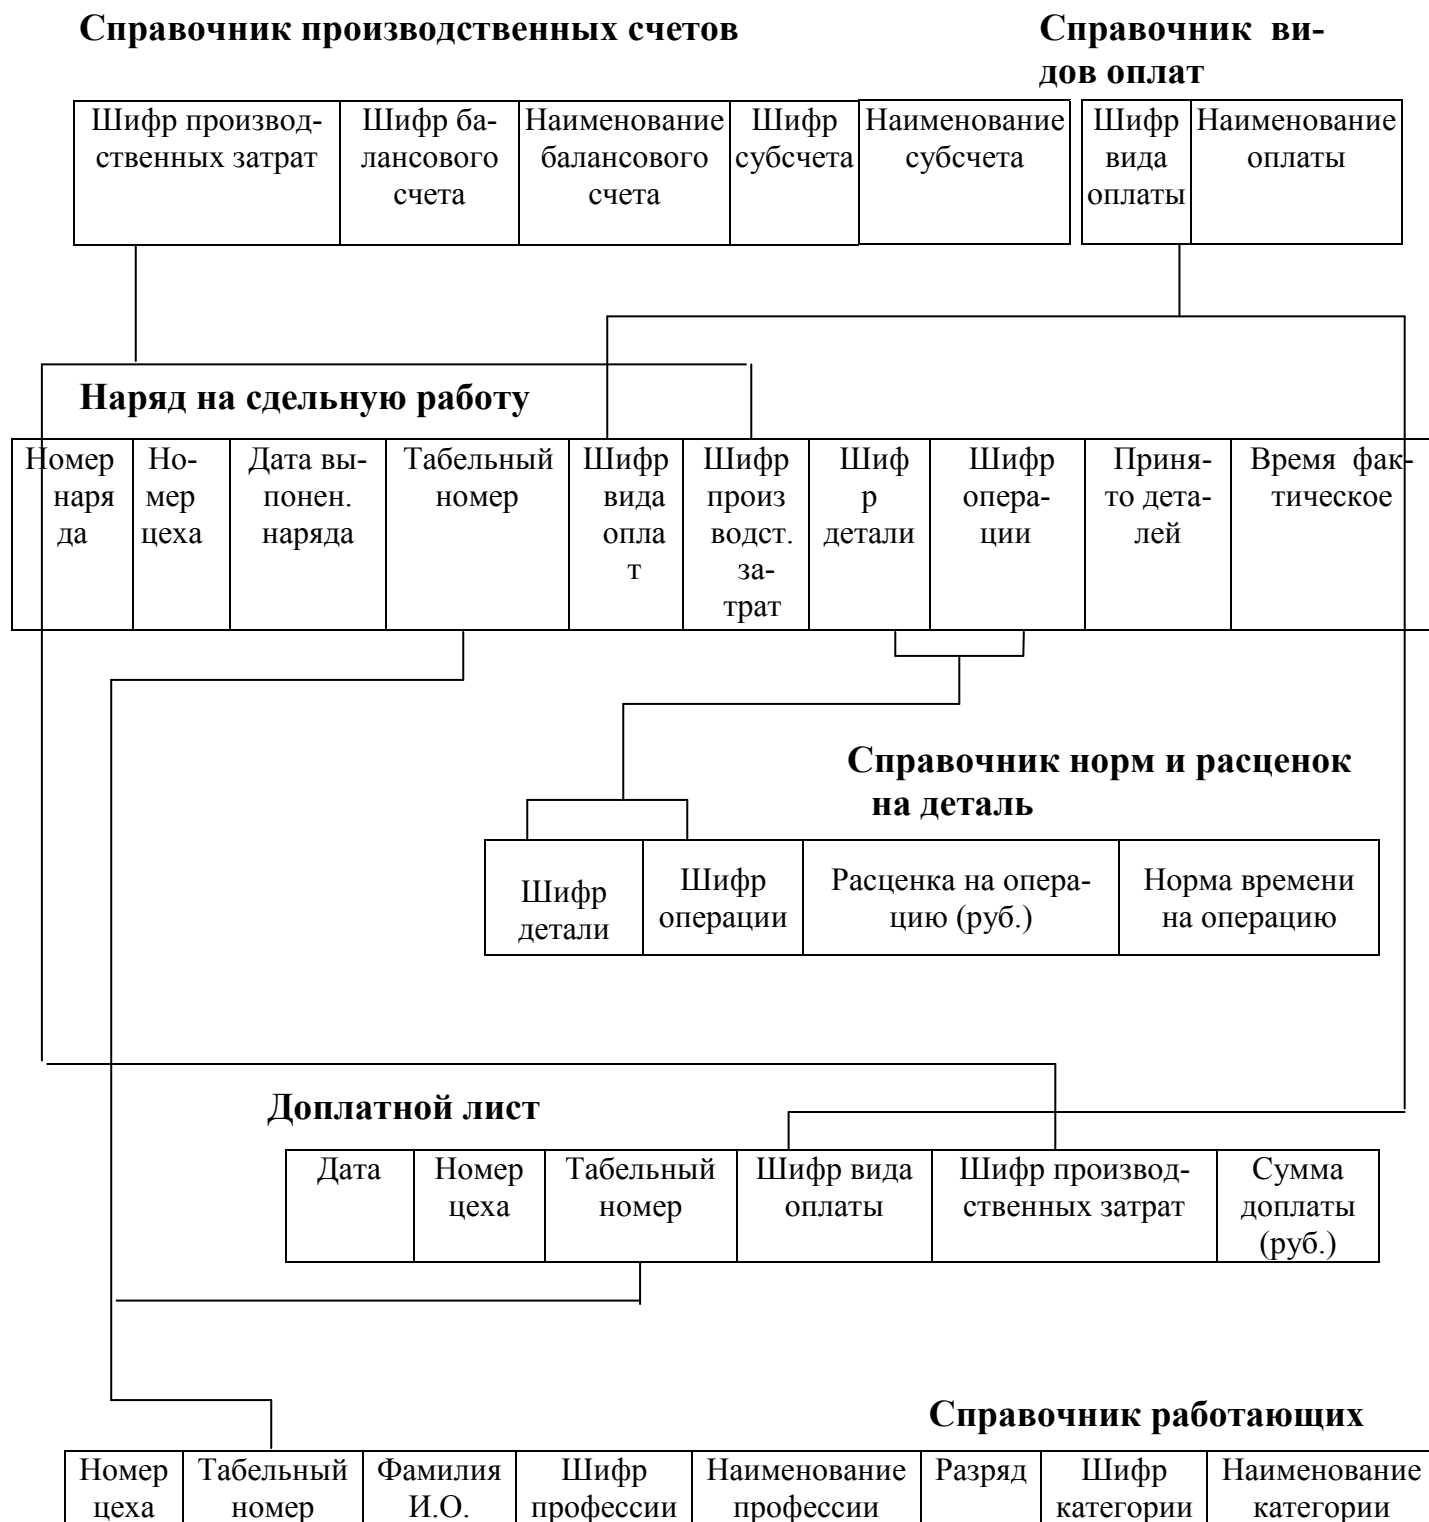 Справочник производственных счетов
Справочник ви-
дов оплат
Шифр производ-
ственных затрат
Шифр ба-
лансового
счета
Наименование
балансового
счета
Шифр
субсчета
Наименование
субсчета
Шифр
вида
оплаты
Наименование
оплаты
Наряд на сдельную работу
Номер
наря
да
Но-
мер
цеха
Дата вы-
понен.
наряда
Табельный
номер
Шифр
вида
опла
т
Шифр
произ
водст.
за-
трат
Шиф
р
детали
Шифр
опера-
ции
Приня-
то дета-
лей
Время фак-
тическое
Справочник норм и расценок
на деталь
Шифр
детали
Шифр
операции
Расценка на опера-
цию (руб.)
Норма времени
на операцию
Доплатной лист
Дата
Номер
цеха
Табельный
номер
Шифр вида
оплаты
Шифр производ-
ственных затрат
Сумма
доплаты
(руб.)
Справочник работающих
Номер
цеха
Табельный
номер
Фамилия
И.О.
Шифр
профессии
Наименование
профессии
Разряд
Шифр
категории
Наименование
категории